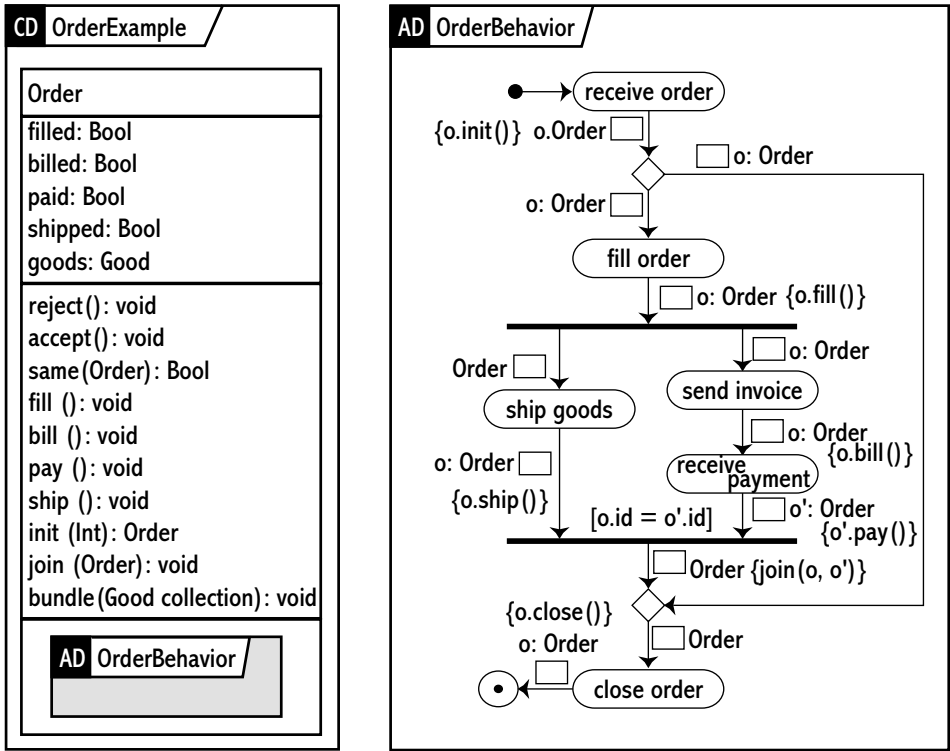 CD OrderExample
Order
filled: Bool
billed: Bool
paid: Bool
shipped: Bool
goods: Good
reject(): void
accept(): void
same(Order): Bool
fill (): void
bill (): void
pay (): void
ship (): void
init (Int): Order
join (Order): void
bundle(Good collection): void
AD OrderBehavior
AD OrderBehavior
receive order
{o.init()} o.Order
o: Order
o: Order
fill order
o: Order {o.fill()}
Order
o: Order
ship goods
send invoice
o: Order
{o.ship()}
o: Order
{o.bill()}
receive
payment
[o.id = o'.id]
o': Order
{o'.pay()}
Order {join(o, o')}
{o.close()}
o: Order
Order
close order